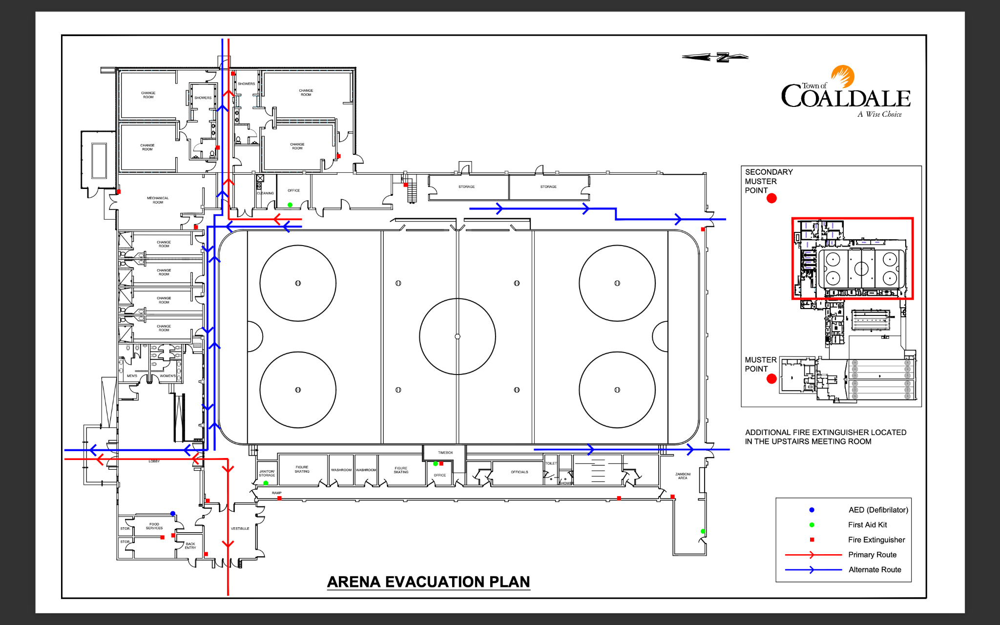 N
Town of
COALDALE
A Wise Choice
SHOWERS
CHANGE
ROOM
CHANGE
ROOM
SHOWERS
CHANGE
ROOM
CHANGE
ROOM
CLEANING
OFFICE
MECHANICAL
ROOM
STORAGE
STORAGE
CHANGE
ROOM
CHANGE
ROOM
CHANGE
ROOM
CHANGE
ROOM
MEN'S
WOMEN'S
LOBBY
TIMEBOX
JANITOR/
STORAGE
FIGURE
SKATING
WASHROOM
WASHROOM
FIGURE
SKATING
OFFICE
OFFICIALS
TOILET
SHOWER
ZAMBONI
AREA
RAMP
STOR.
FOOD
SERVICES
STOR.
BACK
ENTRY
VESTIBULE
SECONDARY
MUSTER
POINT
MUSTER
POINT
ADDITIONAL FIRE EXTINGUISHER LOCATED
IN THE UPSTAIRS MEETING ROOM
AED (Defibrilator)
First Aid Kit
Fire Extinguisher
Primary Route
Alternate Route
ARENA EVACUATION PLAN